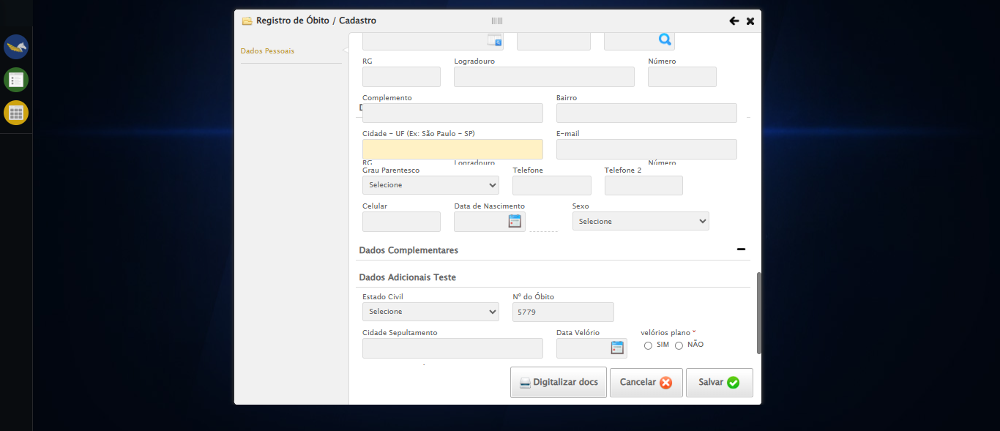 Registro de Óbito / Cadastro
Dados Pessoais
RG Logradouro Número
Complemento Bairro
Cidade - UF (Ex: São Paulo - SP) E-mail
RG Logradouro Número
Grau Parentesco Telefone Telefone 2
Selecione
Celular Data de Nascimento Sexo
Selecione
Dados Complementares
Dados Adicionais Teste
Estado Civil Nº do Óbito
Selecione 5779
Cidade Sepultamento Data Velório velórios plano *
SIM NÃO
Digitalizar docs Cancelar Salvar